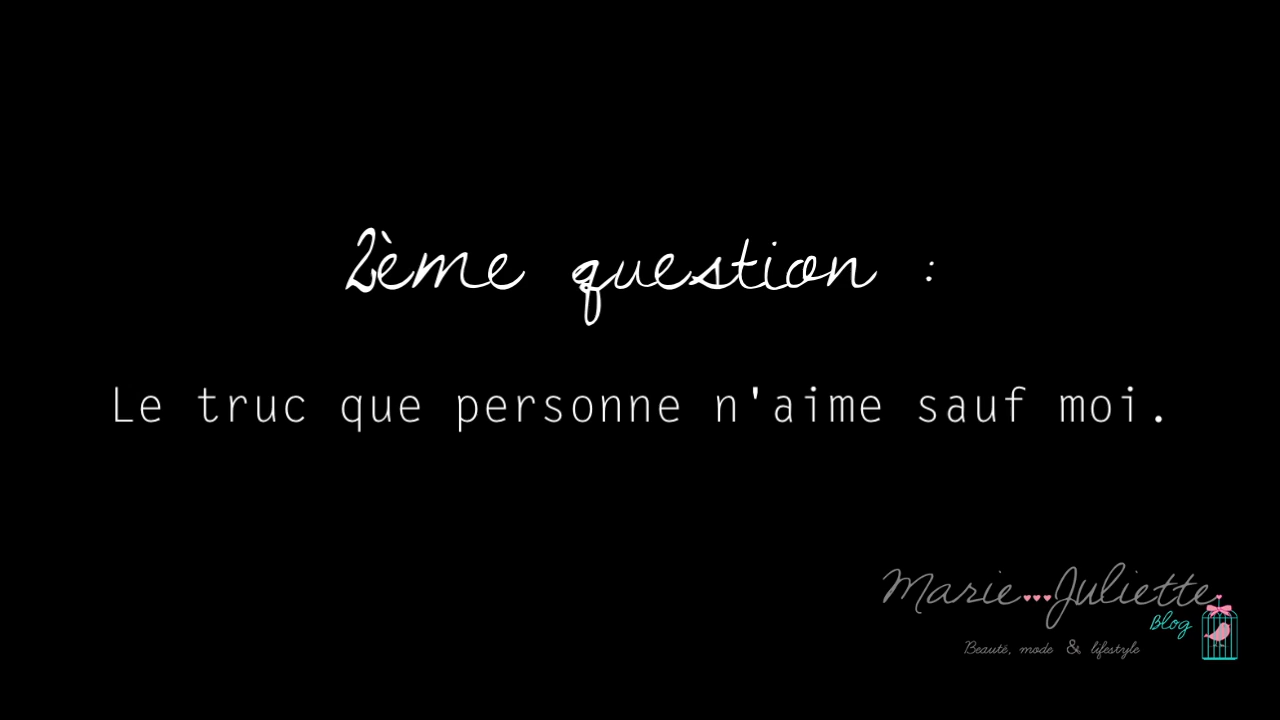 2ème question :
Le truc que personne n'aime sauf moi.
Marie...Juliette
Blog
Beauté, mode & lifestyle